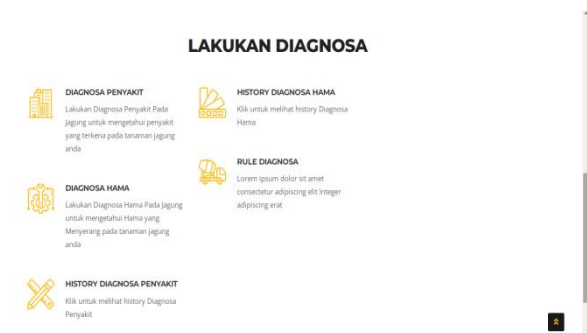 LAKUKAN DIAGNOSA
DIAGNOSA PENYAKIT
Lakukan Diagnosa Penyakit Pada
Jagung untuk mengetahui penyakit
yang terkena pada tanaman jagung
anda
DIAGNOSA HAMA
Lakukan Diagnosa Hama Pada Jagung
untuk mengetahui Hama yang
Menyerang pada tanaman jagung
anda
HISTORY DIAGNOSA PENYAKIT
Klik untuk melihat history Diagnosa
Penyakit
HISTORY DIAGNOSA HAMA
Klik untuk melihat history Diagnosa
Hama
RULE DIAGNOSA
Lorem ipsum dolor sit amet
consectetur adipiscing elit Integer
adipiscing erat